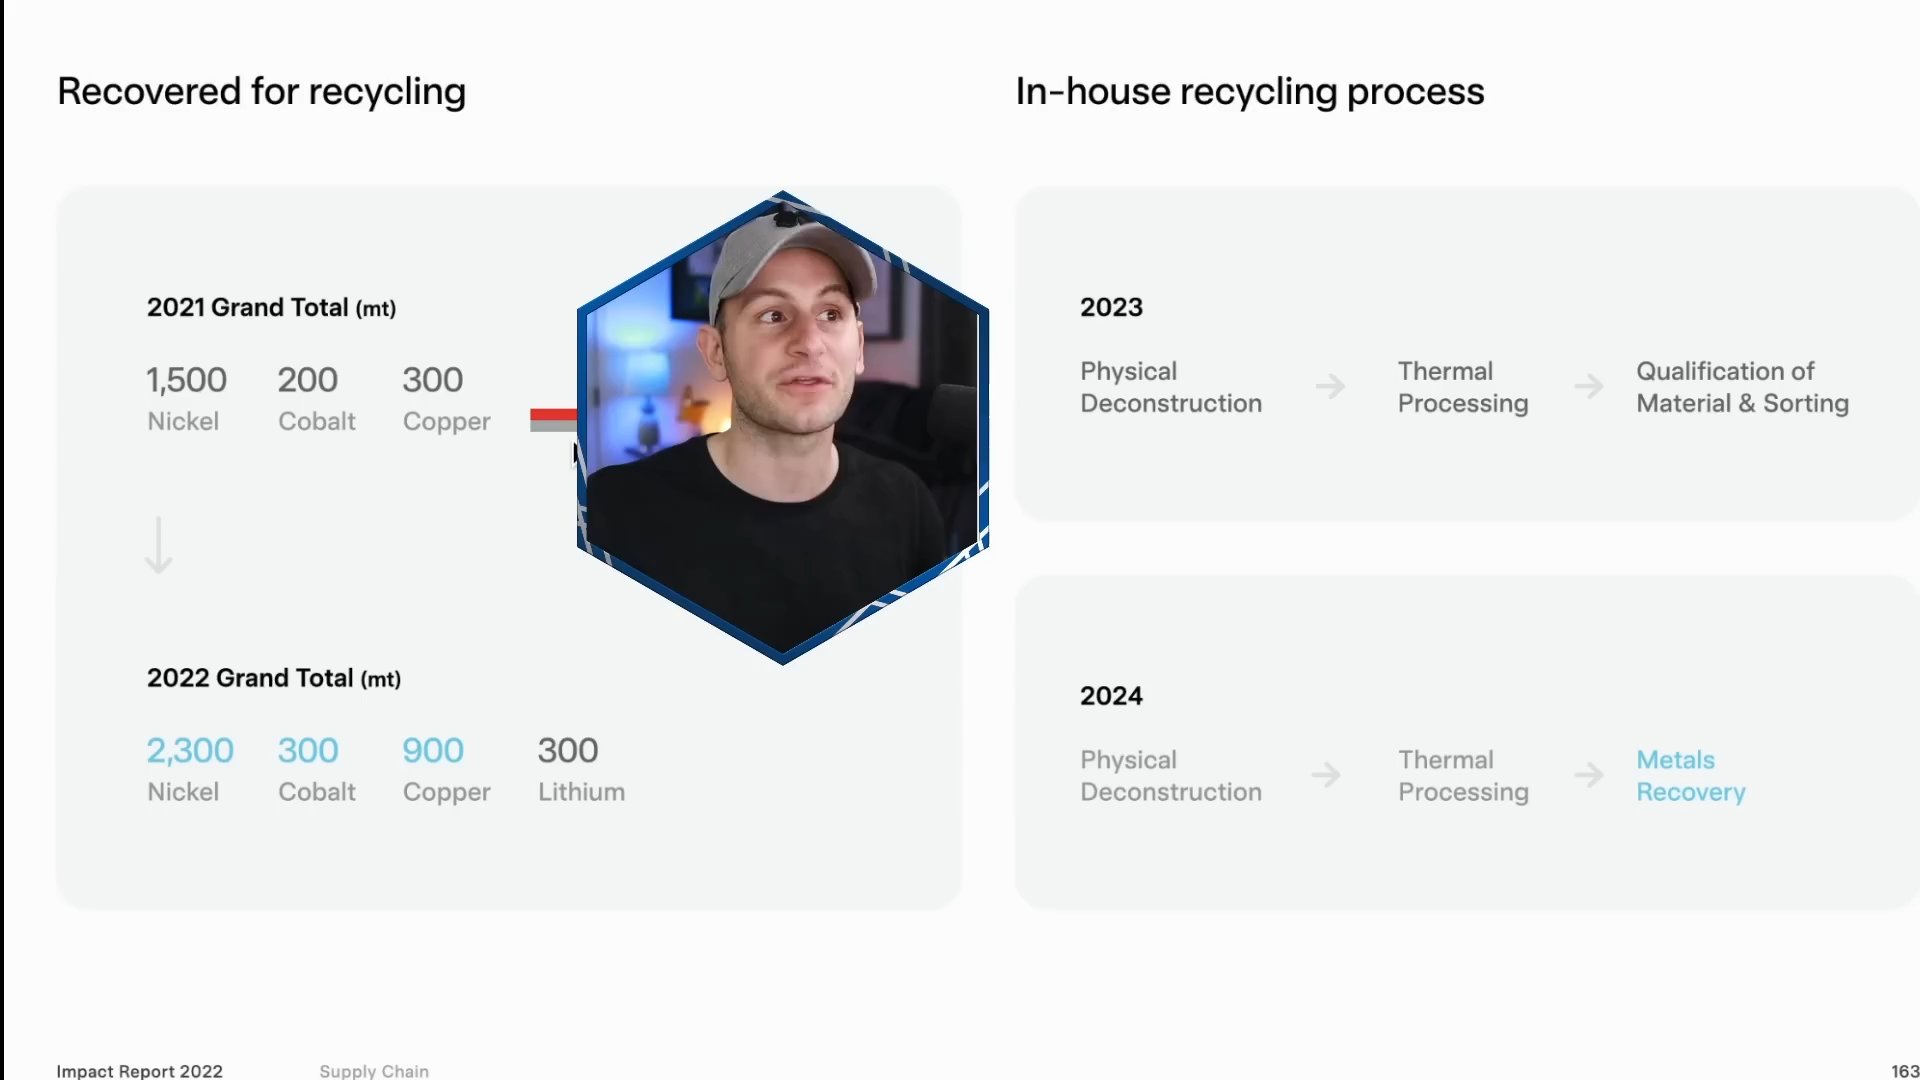 Recovered for recycling
In-house recycling process
2021 Grand Total (mt)
1,500 200 300
Nickel Cobalt Copper
2022 Grand Total (mt)
2,300 300 900 300
Nickel Cobalt Copper Lithium
2023
Physical Deconstruction
Thermal Processing
Qualification of Material & Sorting
2024
Physical Deconstruction
Thermal Processing
Metals Recovery
Impact Report 2022 Supply Chain 163